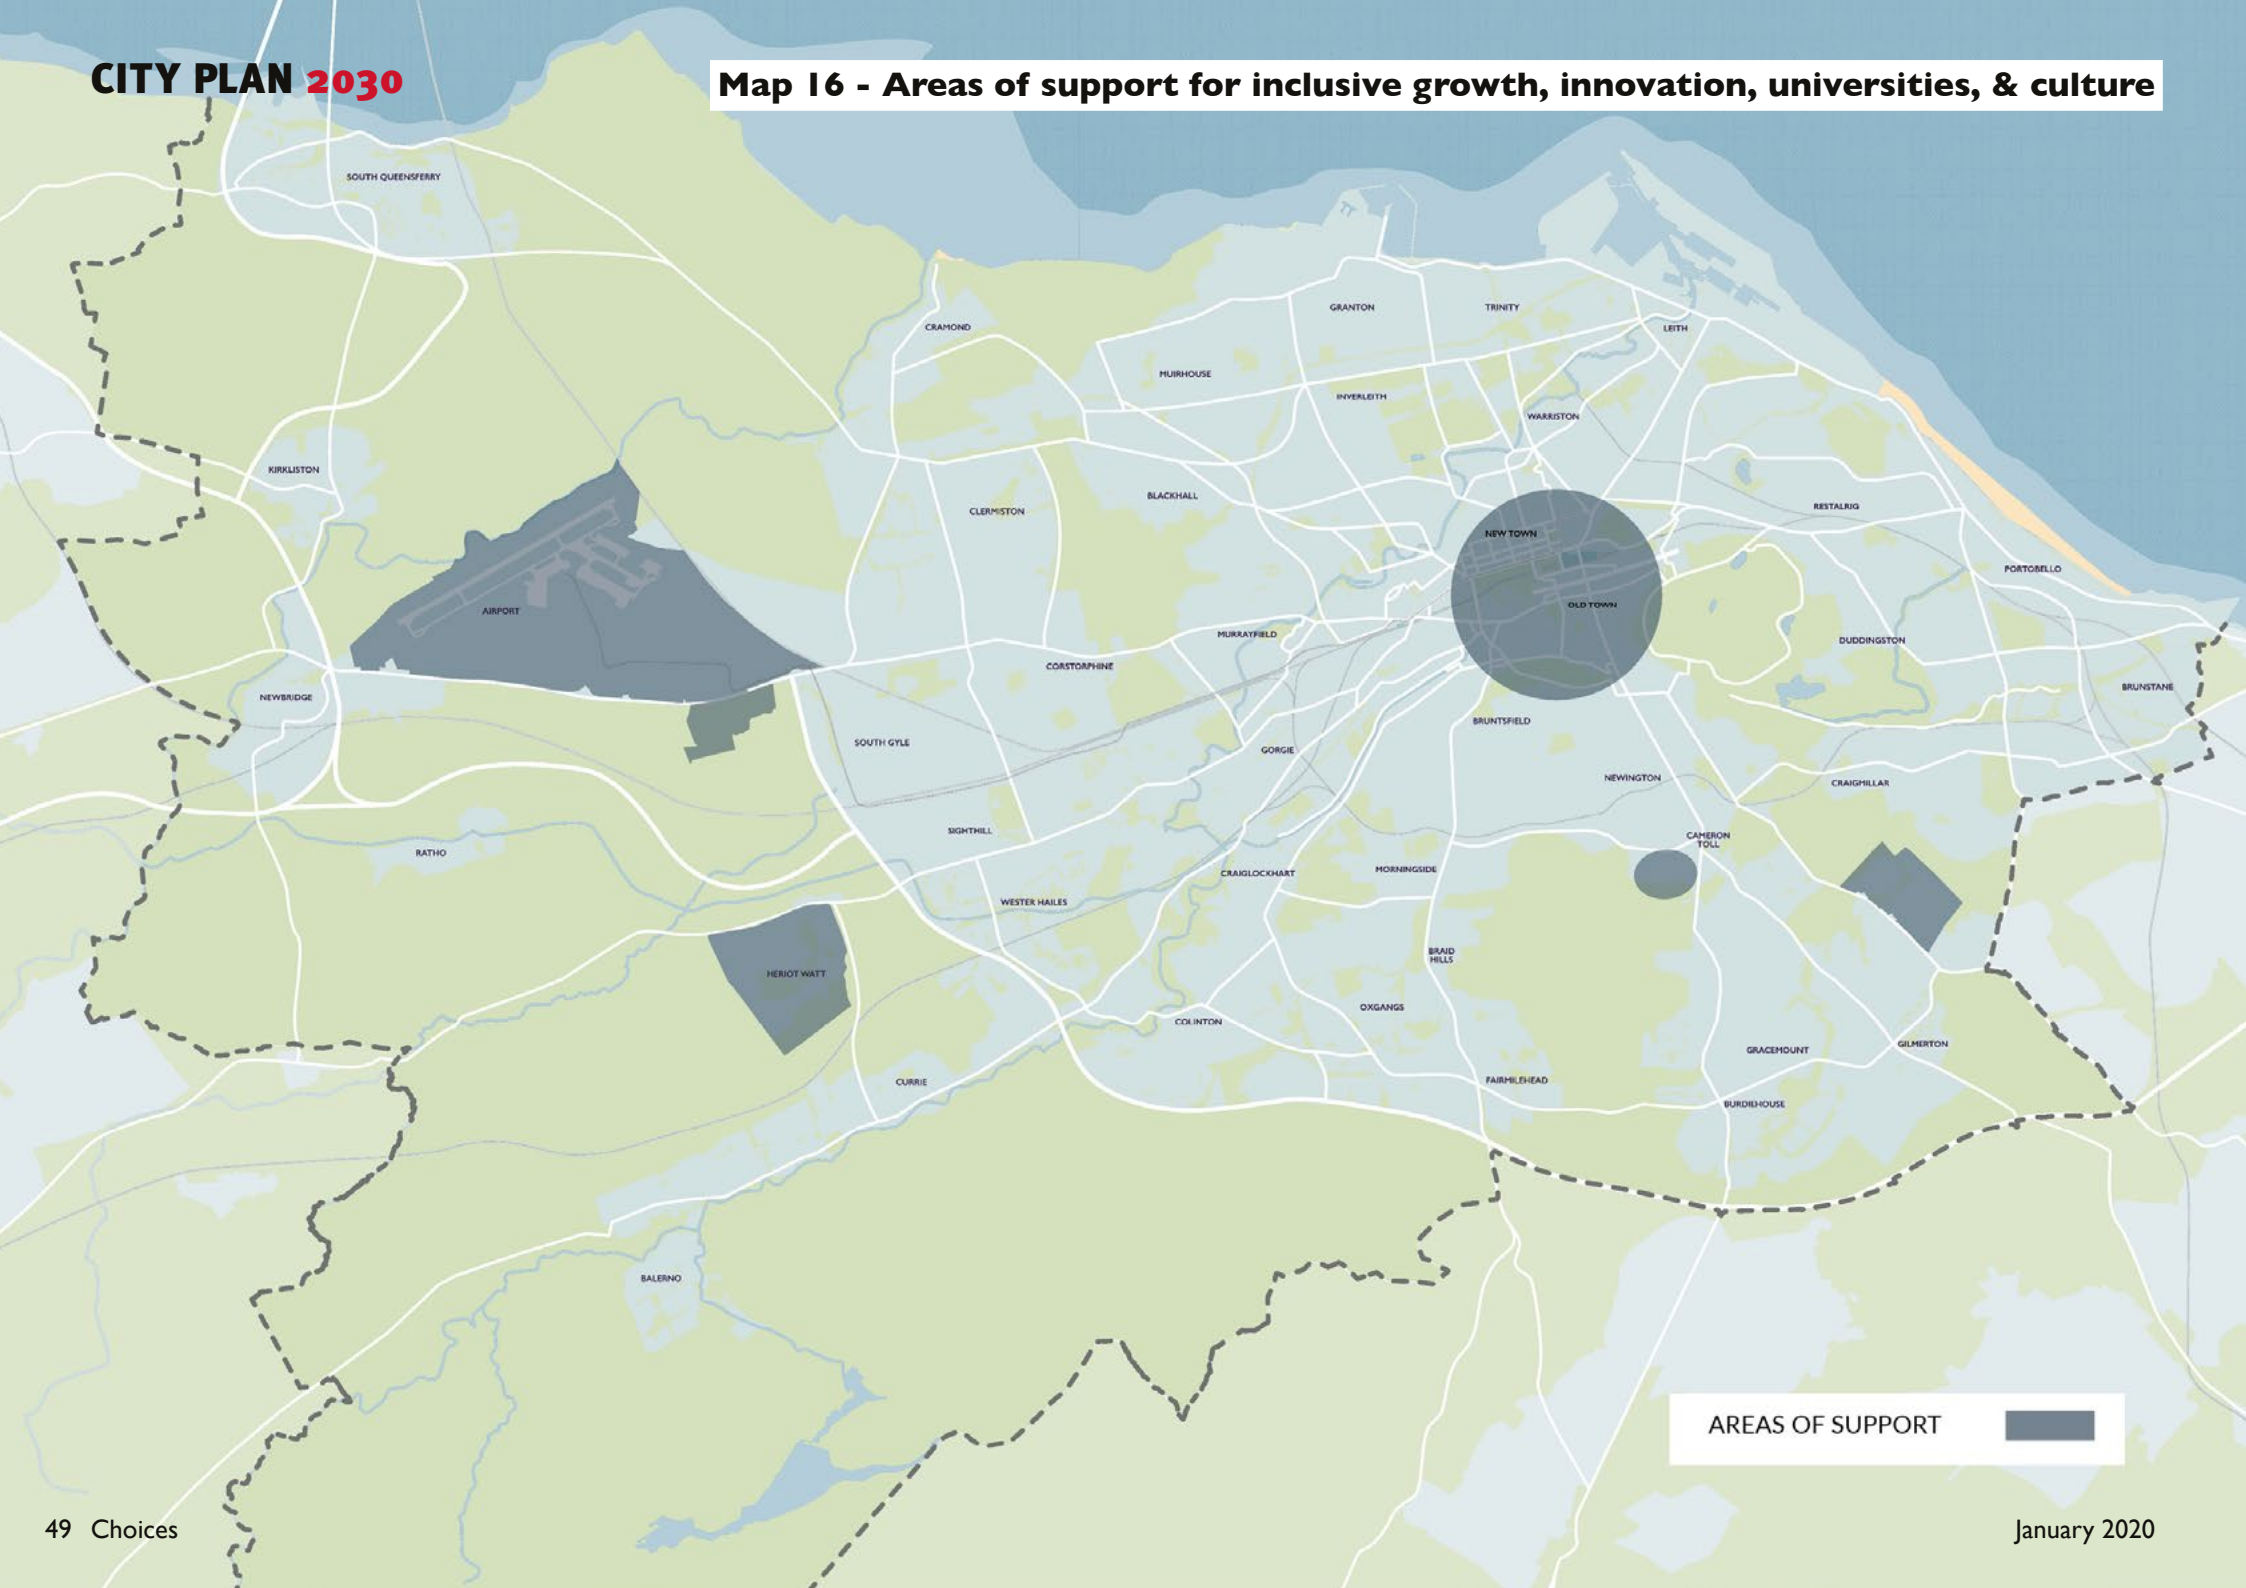 CITY PLAN 2030
Map 16 - Areas of support for inclusive growth, innovation, universities, & culture
SOUTH QUEENSFERRY
CRAMOND
GRANTON
TRINITY
LEITH
MUIRHOUSE
INVERLEITH
WARRISTON
KIRKLISTON
CLERMISTON
BLACKHALL
NEW TOWN
RESTALRIG
PORTOBELLO
AIRPORT
OLD TOWN
MURRAYFIELD
DUDDINGSTON
CORSTORPHINE
BRUNSTANE
NEWBRIDGE
SOUTH GYLE
BRUNTSFIELD
GORGIE
NEWINGTON
CRAIGMILLAR
SIGHTHILL
CAMERON
TOLL
RATHO
CRAIGLOCKHART
MORNINGSIDE
WESTER HAILES
BRAID
HILLS
HERIOT WATT
OXGANGS
COLINTON
GRACEMOUNT
GILMERTON
CURRIE
FAIRMILEHEAD
BURDIEHOUSE
BALERNO
AREAS OF SUPPORT
49 Choices
January 2020